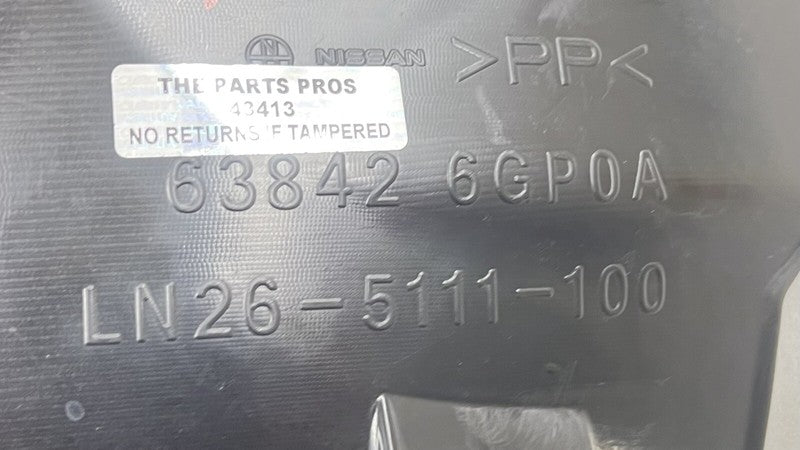 NISSAN >PP<
THE PARTS PROS
43413
NO RETURNS IF TAMPERED
63842 6GP0A
LN26-5111-100